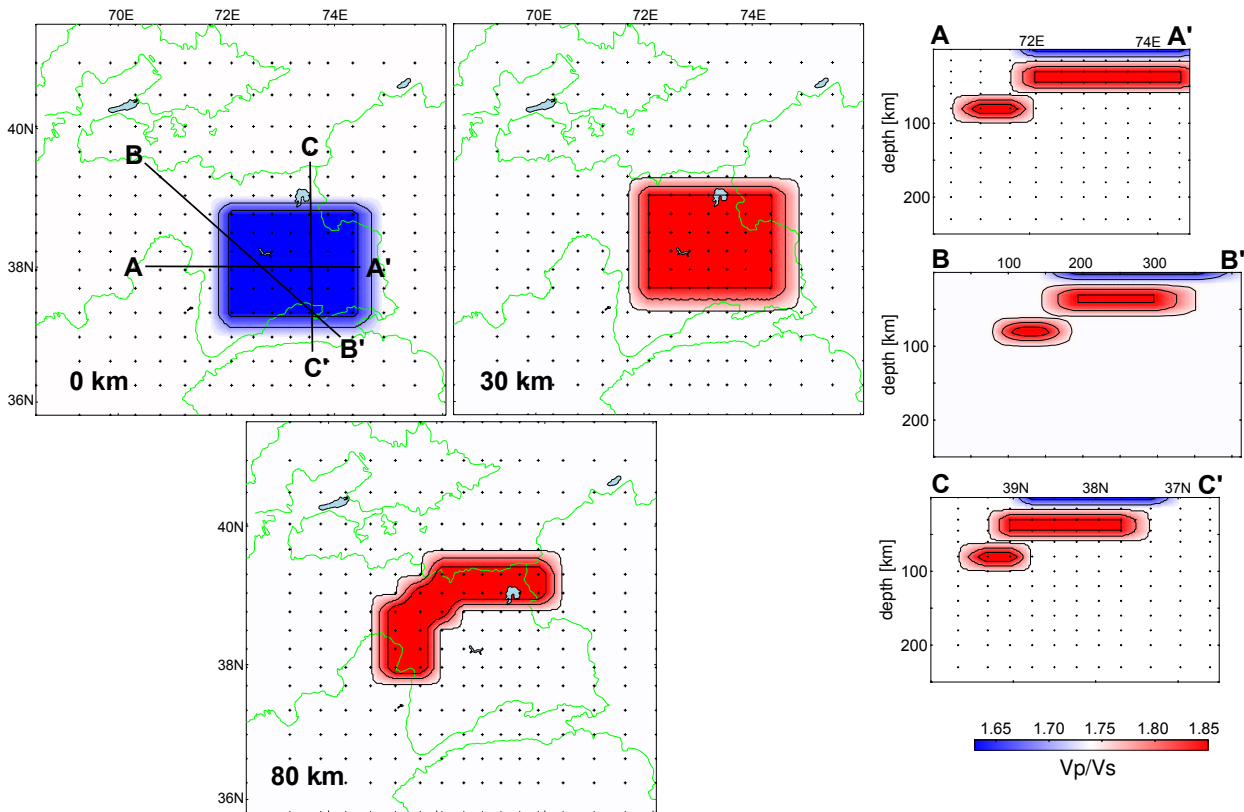 70E 72E 74E
40N
38N
36N
B
C
A
A'
B'
C'
0 km
70E 72E 74E
30 km
40N
38N
36N
80 km
A A'
72E 74E
depth [km]
100
200
B B'
100 200 300
depth [km]
100
200
C C'
39N 38N 37N
depth [km]
100
200
1.65 1.70 1.75 1.80 1.85
Vp/Vs